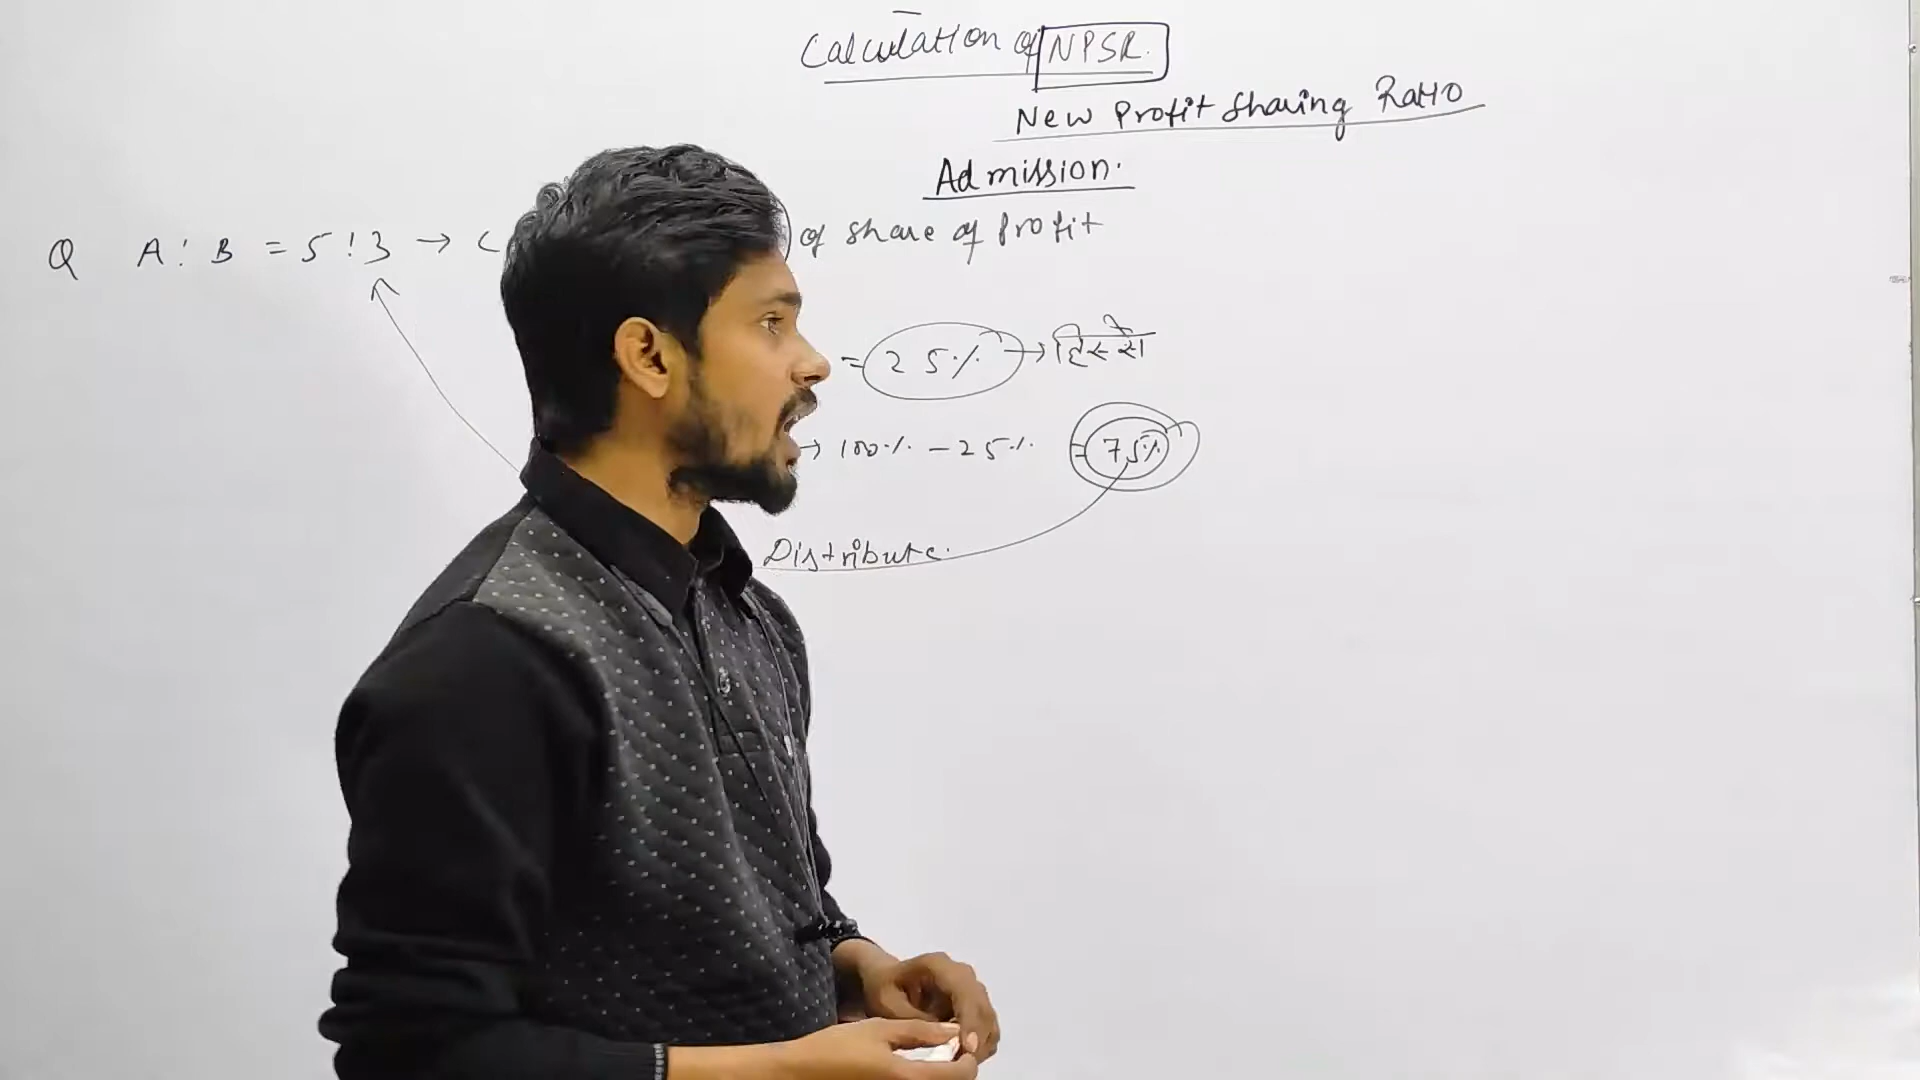 Calculation of NPSR.
New Profit Sharing Ratio
Admission.
Q A : B = 5 : 3 → C of share of Profit
= 25% → हिस्से
→ 100% - 25% = 75%
Distribute.